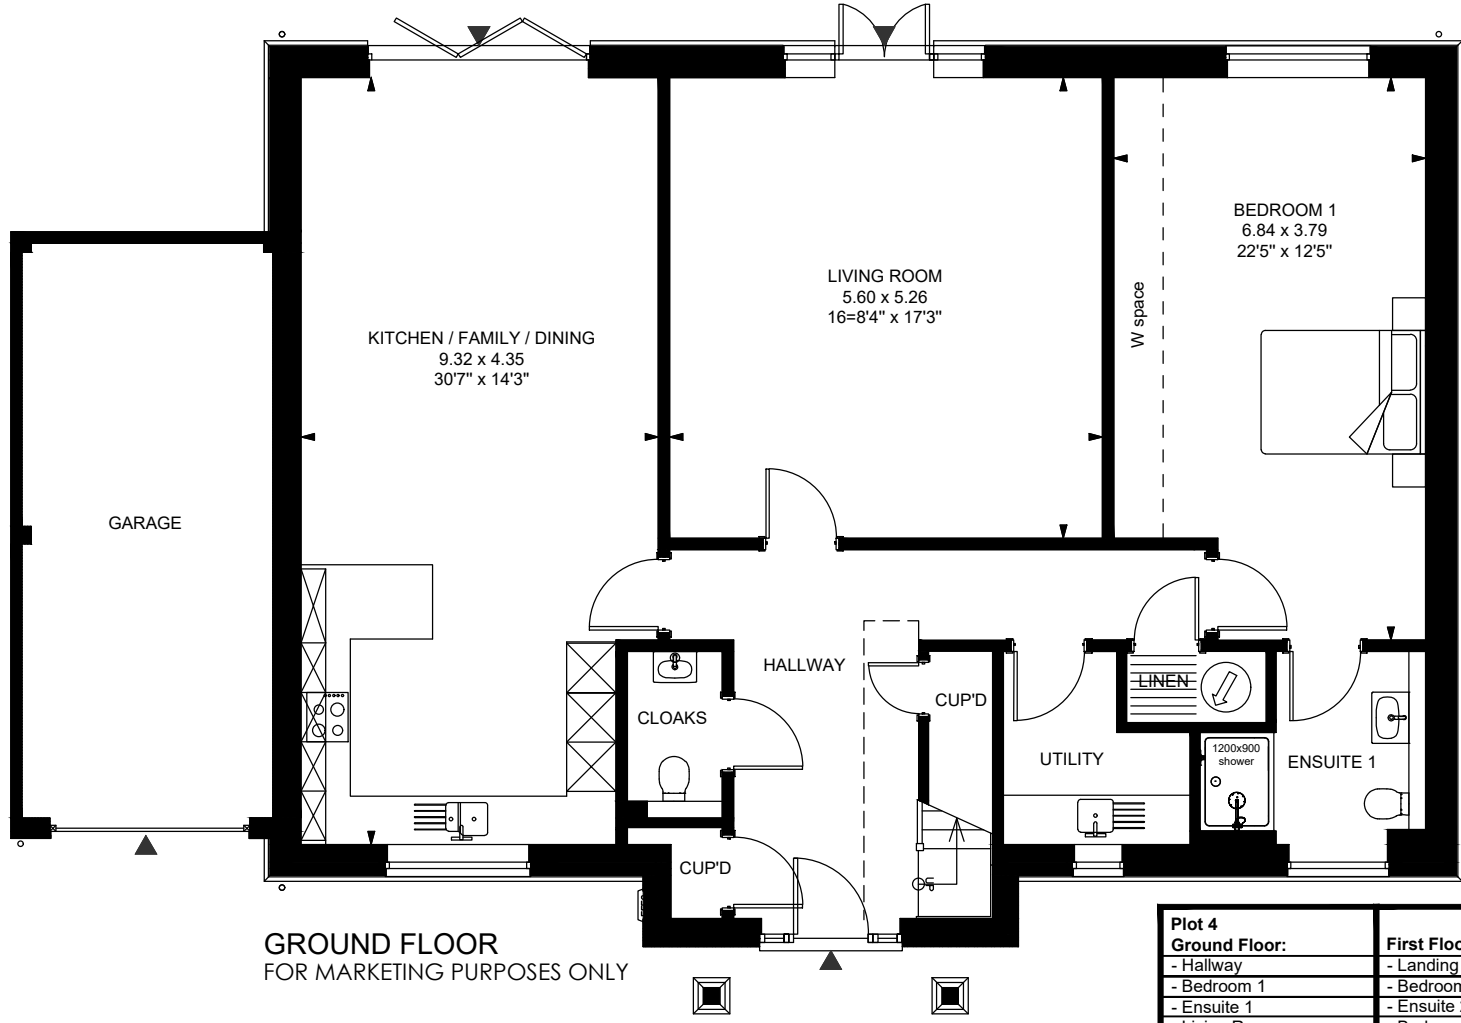 BEDROOM 1
6.84 x 3.79
22'5" x 12'5"
LIVING ROOM
5.60 x 5.26
16=8'4" x 17'3"
W space
KITCHEN / FAMILY / DINING
9.32 x 4.35
30'7" x 14'3"
GARAGE
HALLWAY
CUP'D
LINEN
CLOAKS
UTILITY
1200x900
shower
ENSUITE 1
CUP'D
UP
GROUND FLOOR
FOR MARKETING PURPOSES ONLY
Plot 4
Ground Floor:
- Hallway
- Bedroom 1
- Ensuite 1
First Floo
- Landing
- Bedroom
- Ensuite